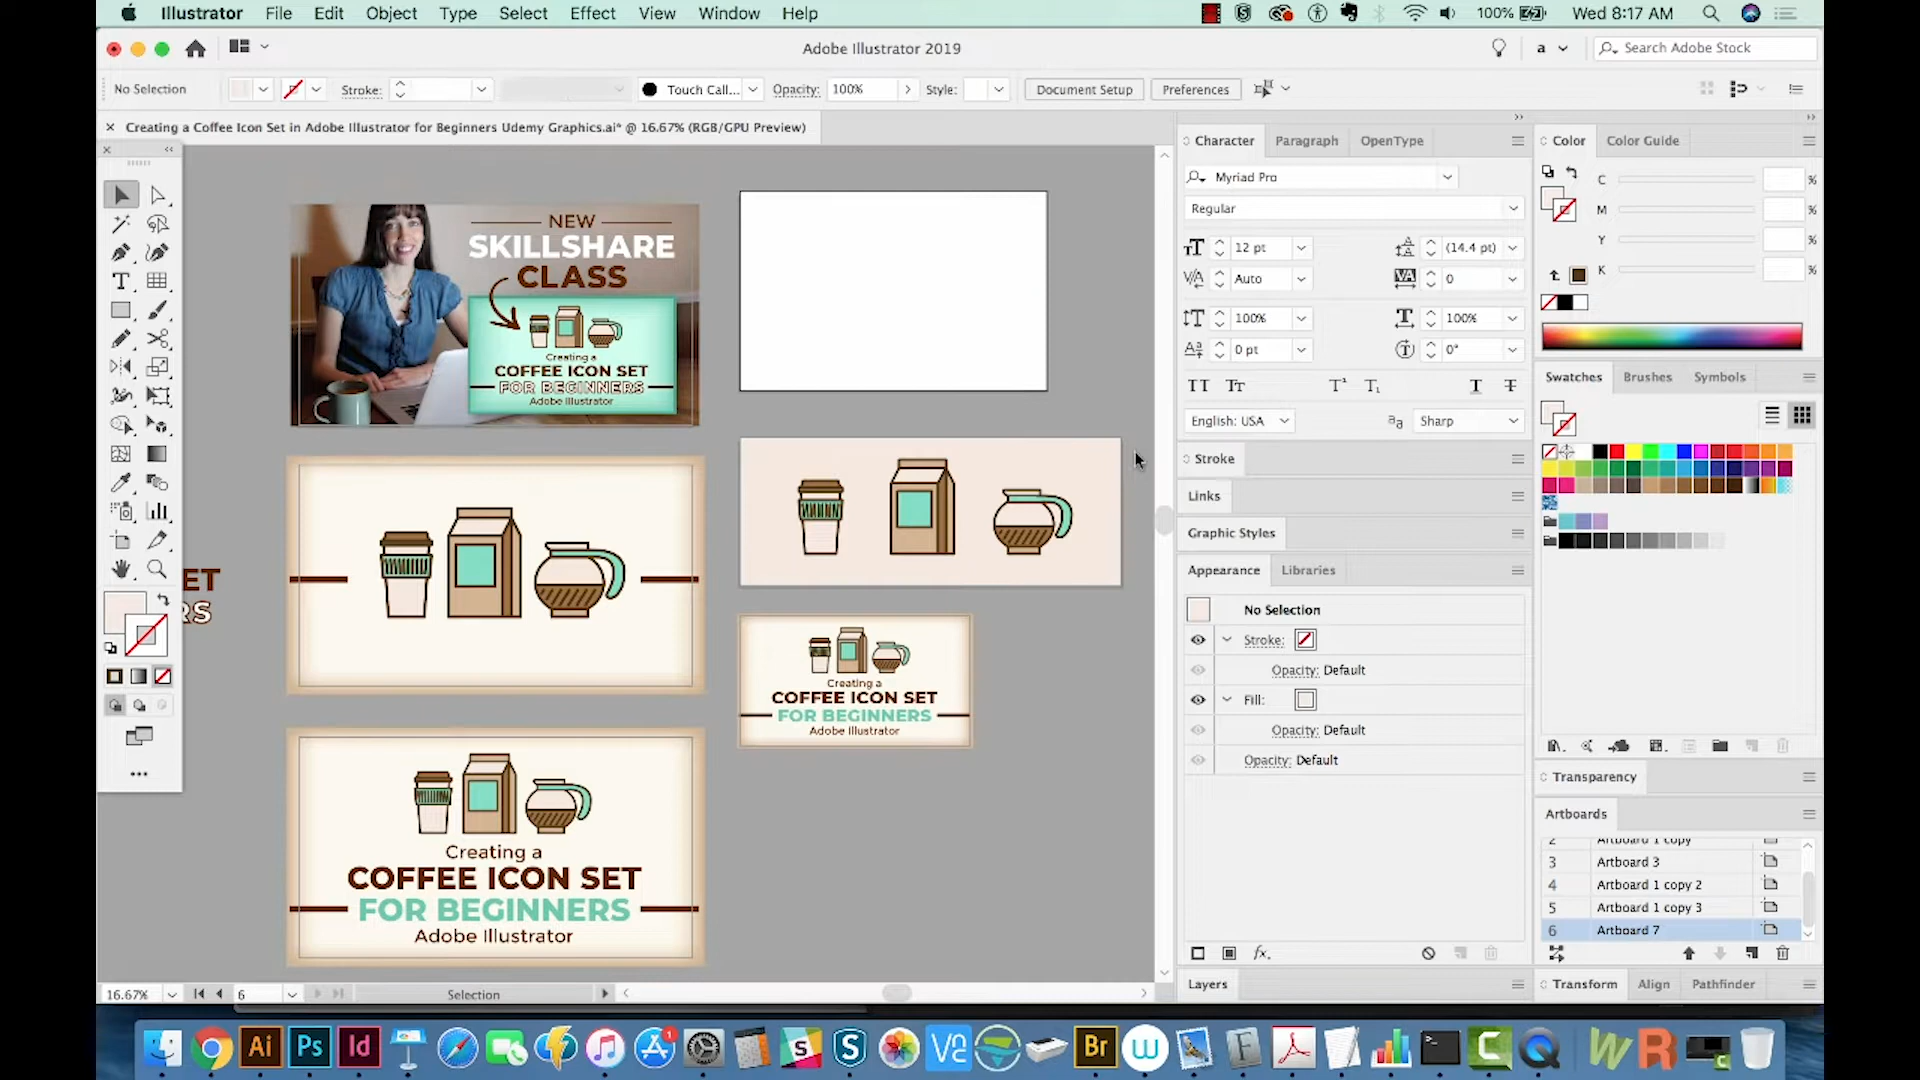 Illustrator File Edit Object Type Select Effect View Window Help
100% Wed 8:17 AM
Adobe Illustrator 2019
a
Search Adobe Stock
No Selection
Stroke:
Touch Call...
Opacity: 100%
Style:
Document Setup
Preferences
Creating a Coffee Icon Set in Adobe Illustrator for Beginners Udemy Graphics.ai* @ 16.67% (RGB/GPU Preview)
NEW
SKILLSHARE
CLASS
Creating a
COFFEE ICON SET
FOR BEGINNERS
Adobe Illustrator
ET
RS
Creating a
COFFEE ICON SET
FOR BEGINNERS
Adobe Illustrator
Creating a
COFFEE ICON SET
FOR BEGINNERS
Adobe Illustrator
16.67%
6
Selection
Character Paragraph OpenType
Myriad Pro
Regular
12 pt (14.4 pt)
Auto 0
100% 100%
0 pt 0°
English: USA Sharp
Stroke
Links
Graphic Styles
Appearance Libraries
No Selection
Stroke:
Opacity: Default
Fill:
Opacity: Default
Opacity: Default
fx.
Layers
Color Color Guide
C %
M %
Y %
K %
Swatches Brushes Symbols
Transparency
Artboards
2 Artboard 1 copy
3 Artboard 3
4 Artboard 1 copy 2
5 Artboard 1 copy 3
6 Artboard 7
Transform Align Pathfinder
Ai Ps Id 1 S S Br W